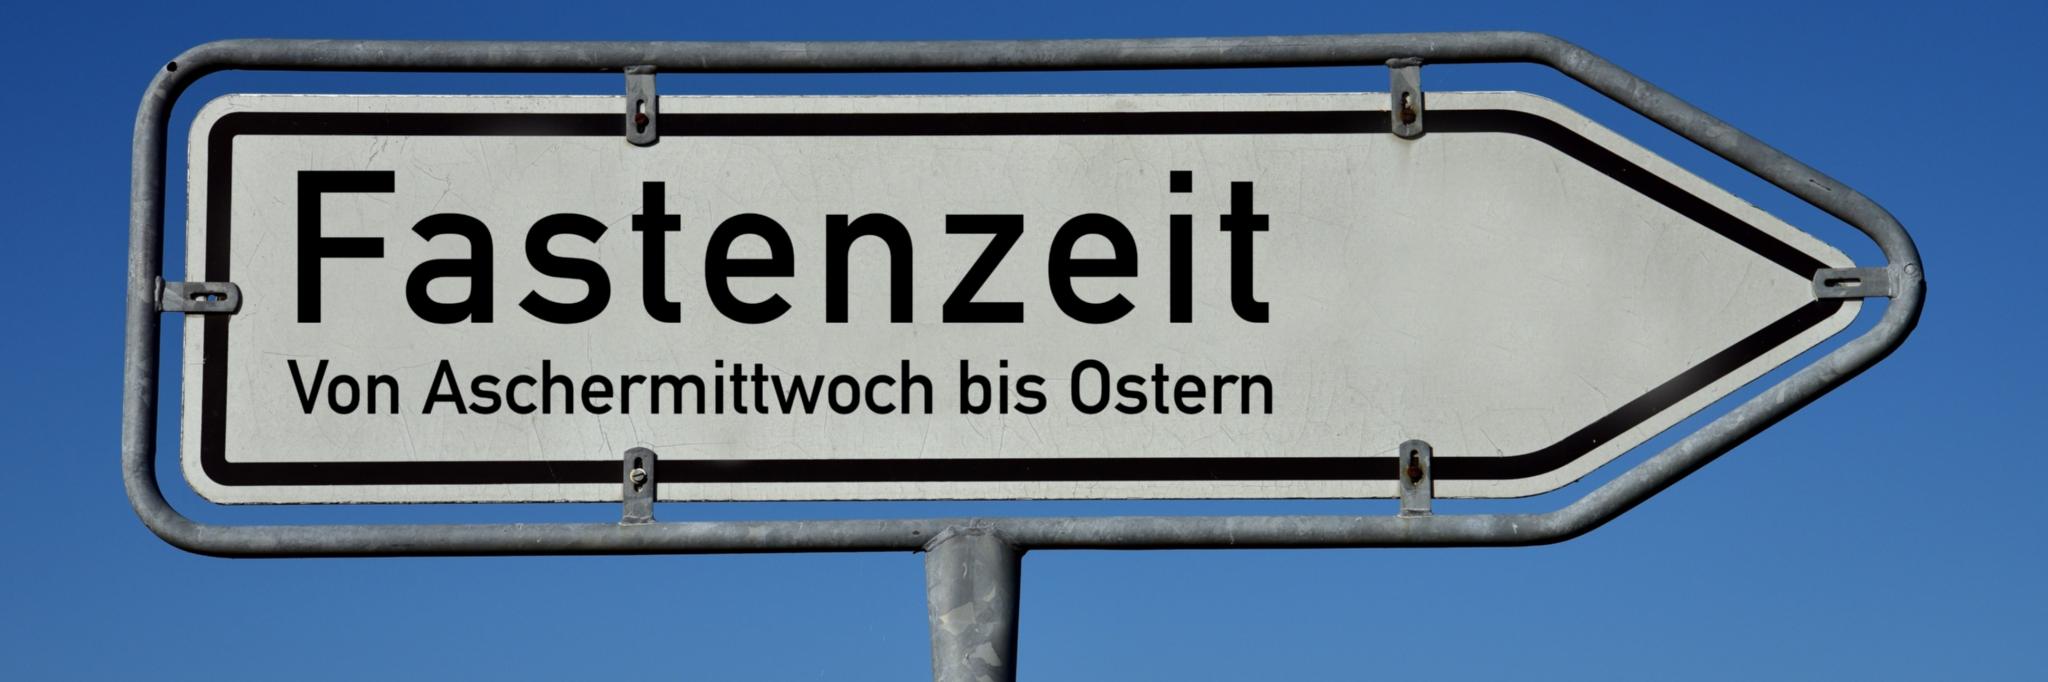 Fastenzeit
Von Aschermittwoch bis Ostern